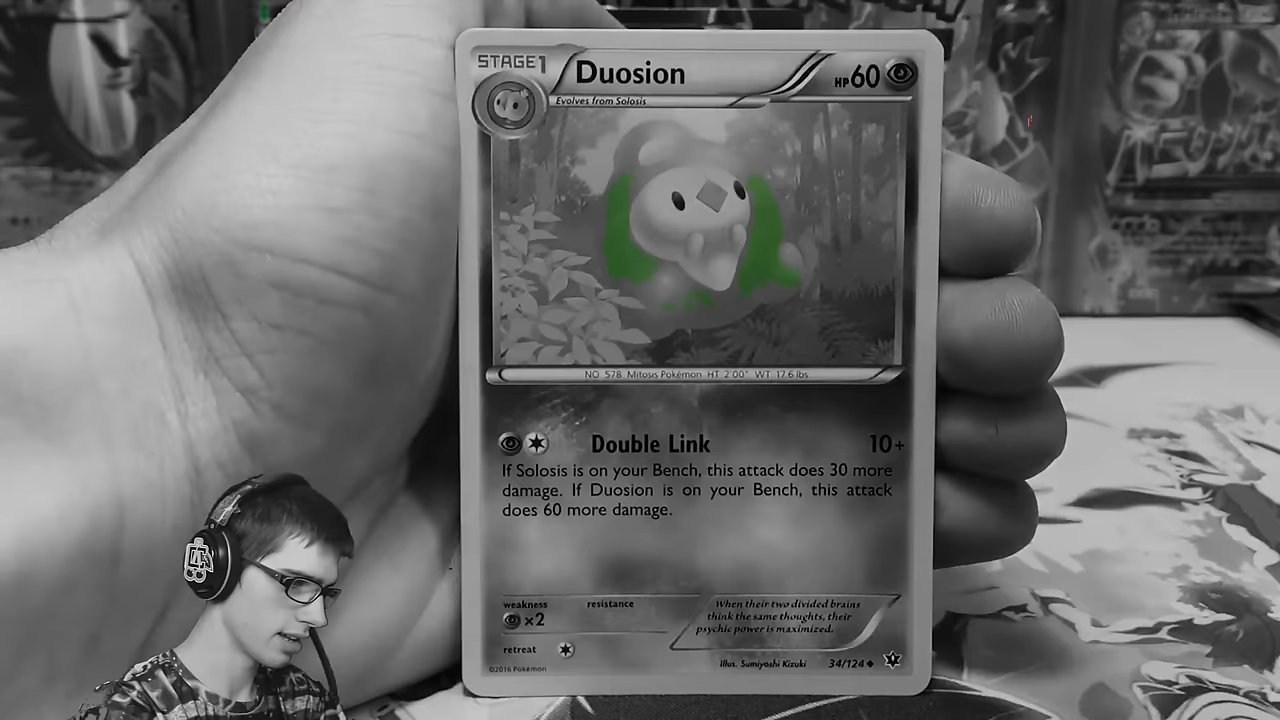 STAGE1 Duosion HP60
Evolves from Solosis
NO. 578 Mitosis Pokémon HT 2'00" WT 17.6 lbs
Double Link 10+
If Solosis is on your Bench, this attack does 30 more
damage. If Duosion is on your Bench, this attack
does 60 more damage.
weakness resistance
×2
retreat
When their two divided brains
think the same thoughts, their
psychic power is maximized.
Illus. Sumiyoshi Kizuki 34/124
©2016 Pokémon